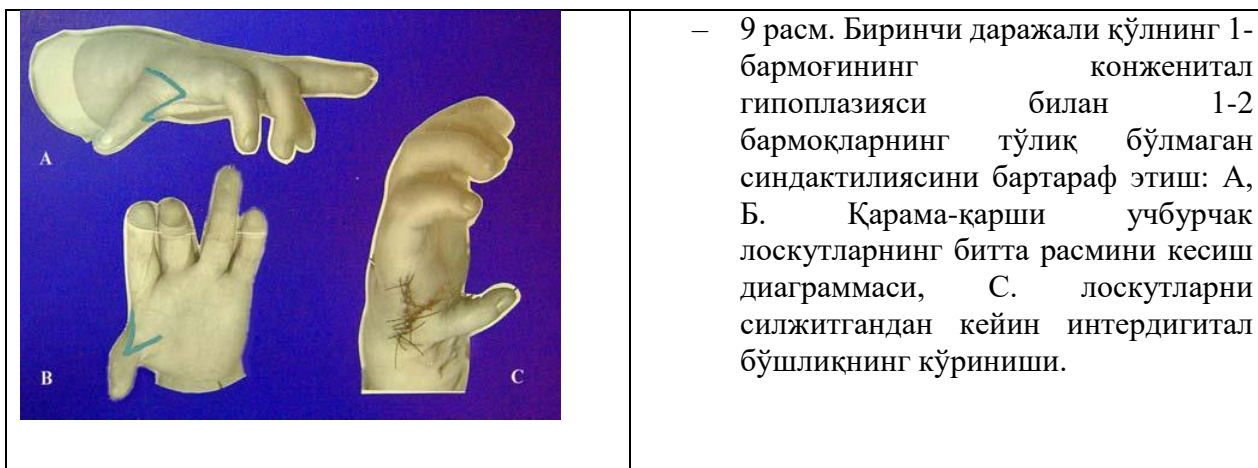 A
B
C
– 9 расм. Биринчи даражали қўлнинг 1-
бармоғининг конженитал
гипоплазияси билан 1-2
бармоқларнинг тўлиқ бўлмаган
синдактилиясини бартараф этиш: А,
Б. Қарама-қарши учбурчак
лоскутларнинг битта расмини кесиш
диаграммаси, С. лоскутларни
силжитгандан кейин интердигитал
бўшлиқнинг кўриниши.